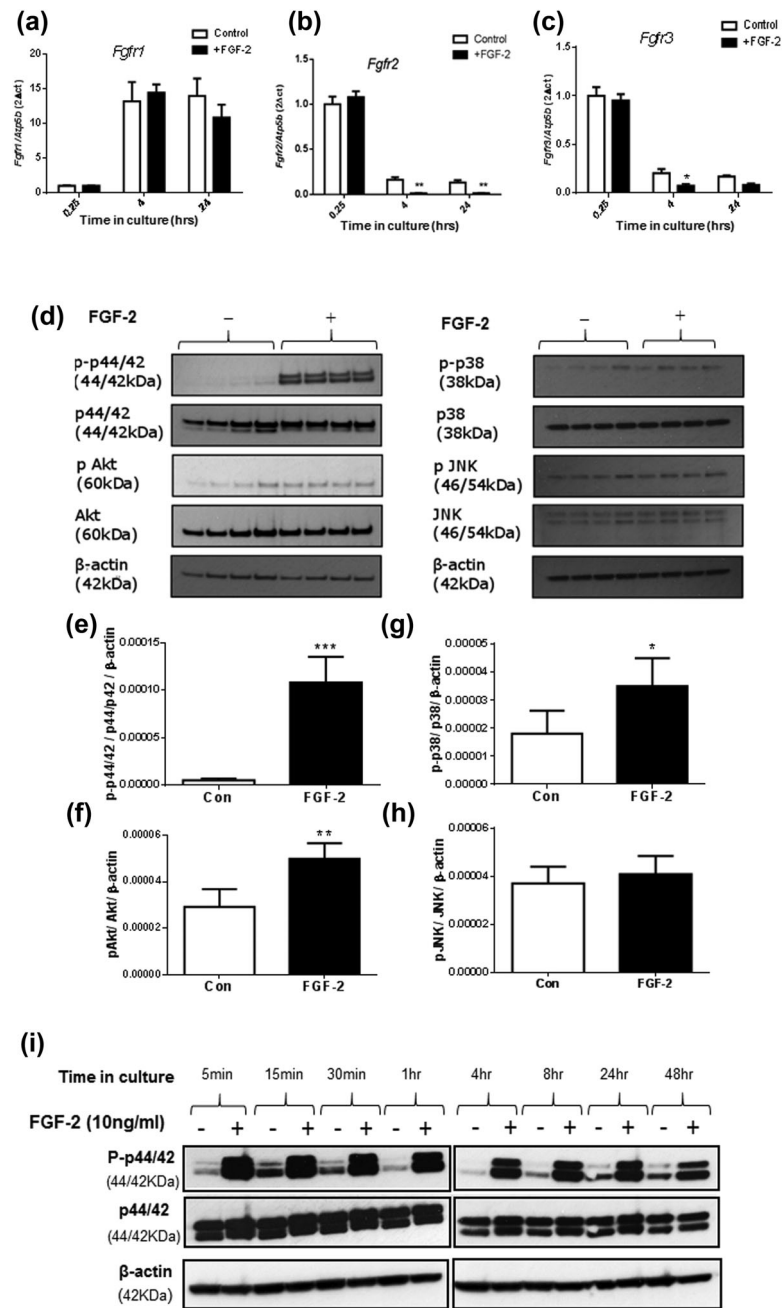 (a)
Fgfr1
Control
+FGF-2
Fgfr1/Atp5b (2Δct)
15
10
5
0
0.25
4
24
Time in culture (hrs)
(b)
Fgfr2
Control
+FGF-2
Fgfr2/Atp5b (2Δct)
1.5
1.0
0.5
0.0
**
**
0.25
4
24
Time in culture (hrs)
(c)
Fgfr3
Control
+FGF-2
Fgfr3/Atp5b (2Δct)
1.5
1.0
0.5
0.0
*
0.25
4
24
Time in culture (hrs)
(d)
FGF-2 − +
p-p44/42
(44/42kDa)
p44/42
(44/42kDa)
p Akt
(60kDa)
Akt
(60kDa)
β-actin
(42kDa)
FGF-2 − +
p-p38
(38kDa)
p38
(38kDa)
p JNK
(46/54kDa)
JNK
(46/54kDa)
β-actin
(42kDa)
(e)
p-p44/42 / p44/p42 / β-actin
0.00015
0.00010
0.00005
0.00000
***
Con FGF-2
(g)
p-p38/ p38/ β-actin
0.00005
0.00004
0.00003
0.00002
0.00001
0.00000
*
Con FGF-2
(f)
pAkt/ Akt/ β-actin
0.00006
0.00004
0.00002
0.00000
**
Con FGF-2
(h)
pJNK/ JNK/ β-actin
0.00006
0.00004
0.00002
0.00000
Con FGF-2
(i)
Time in culture 5min 15min 30min 1hr 4hr 8hr 24hr 48hr
FGF-2 (10ng/ml) - + - + - + - + - + - + - + - +
P-p44/42
(44/42KDa)
p44/42
(44/42KDa)
β-actin
(42KDa)